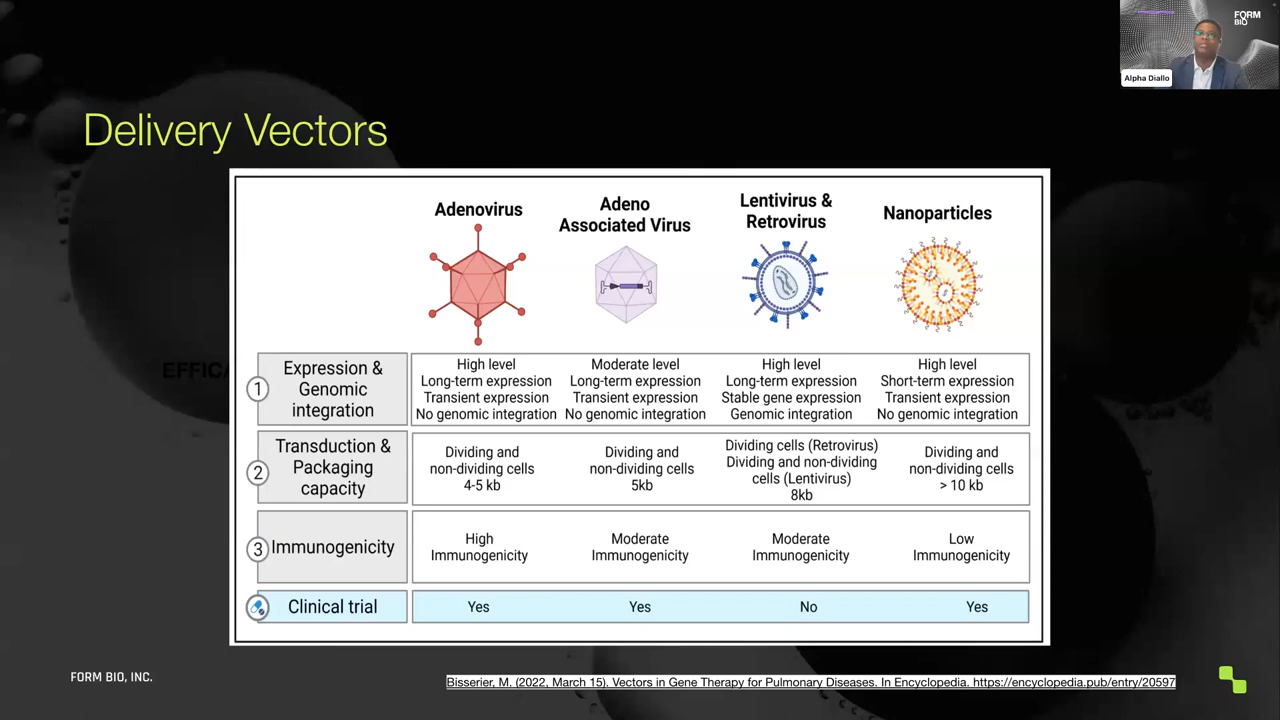 FORM
BIO
Alpha Diallo
Delivery Vectors
Adenovirus
Adeno
Associated Virus
Lentivirus &
Retrovirus
Nanoparticles
EFFICA
1
Expression &
Genomic
integration
High level
Long-term expression
Transient expression
No genomic integration
Moderate level
Long-term expression
Transient expression
No genomic integration
High level
Long-term expression
Stable gene expression
Genomic integration
High level
Short-term expression
Transient expression
No genomic integration
2
Transduction &
Packaging
capacity
Dividing and
non-dividing cells
4-5 kb
Dividing and
non-dividing cells
5kb
Dividing cells (Retrovirus)
Dividing and non-dividing
cells (Lentivirus)
8kb
Dividing and
non-dividing cells
> 10 kb
3
Immunogenicity
High
Immunogenicity
Moderate
Immunogenicity
Moderate
Immunogenicity
Low
Immunogenicity
Clinical trial
Yes
Yes
No
Yes
FORM BIO, INC.
Bisserier, M. (2022, March 15). Vectors in Gene Therapy for Pulmonary Diseases. In Encyclopedia. https://encyclopedia.pub/entry/20597